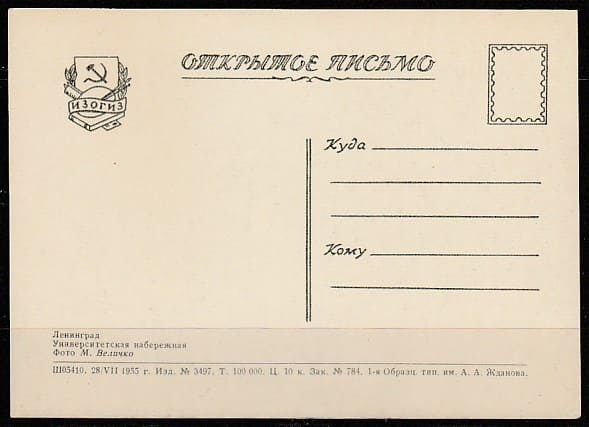 ОТКРЫТОЕ ПИСЬМО
ИЗОГИЗ
Куда
Кому
Ленинград
Университетская набережная
Фото М. Величко
Ш05410. 28/VII 1955 г. Изд. № 3497. Т. 100 000. Ц. 10 к. Зак. № 784. 1-я Образц. тип. им. А. А. Жданова.